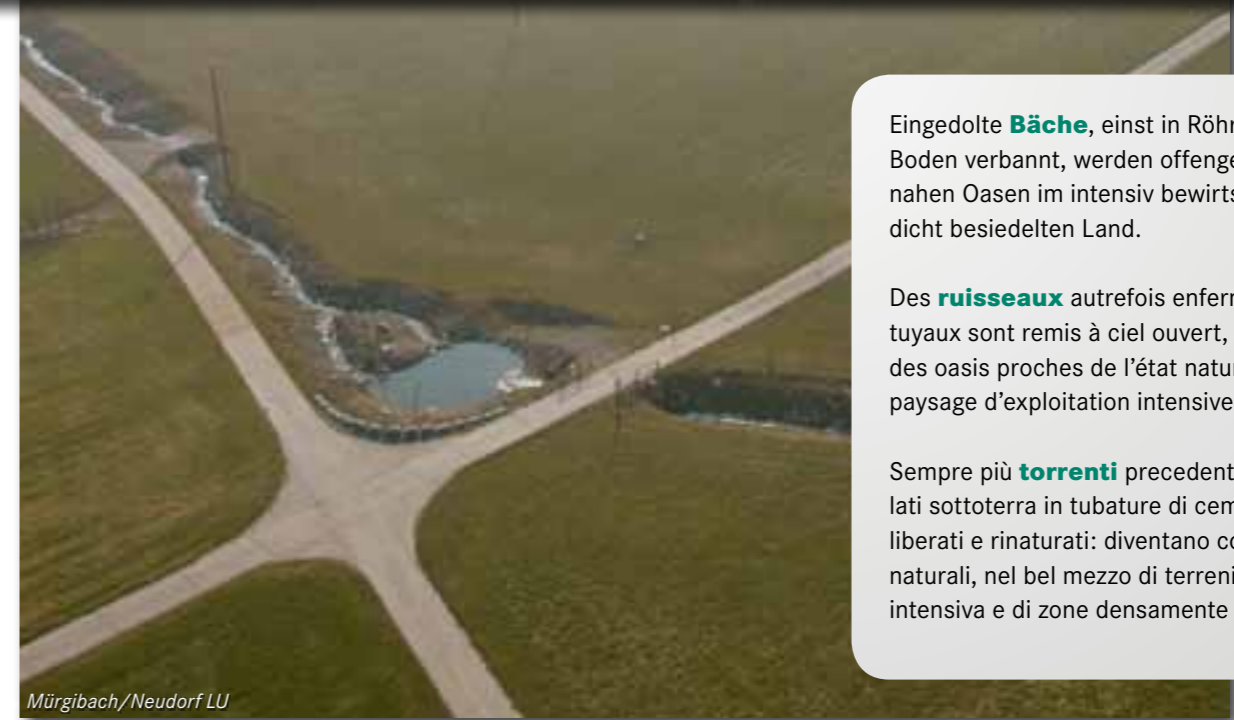 Eingedolte Bäche, einst in Röhr
Boden verbannt, werden offenge
nahen Oasen im intensiv bewirts
dicht besiedelten Land.
Des ruisseaux autrefois enferr
tuyaux sont remis à ciel ouvert,
des oasis proches de l'état natu
paysage d'exploitation intensive
Sempre più torrenti precedent
lati sottoterra in tubature di cem
liberati e rinaturati: diventano co
naturali, nel bel mezzo di terreni
intensiva e di zone densamente
Mürgibach/Neudorf LU